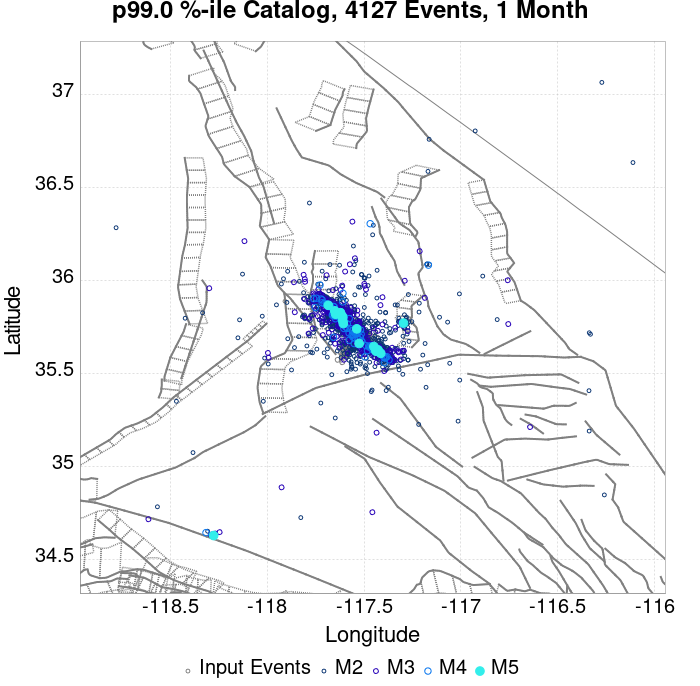 p99.0 %-ile Catalog, 4127 Events, 1 Month
37
36.5
36
35.5
35
34.5
Latitude
-118.5 -118 -117.5 -117 -116.5 -116
Longitude
Input Events M2 M3 M4 M5